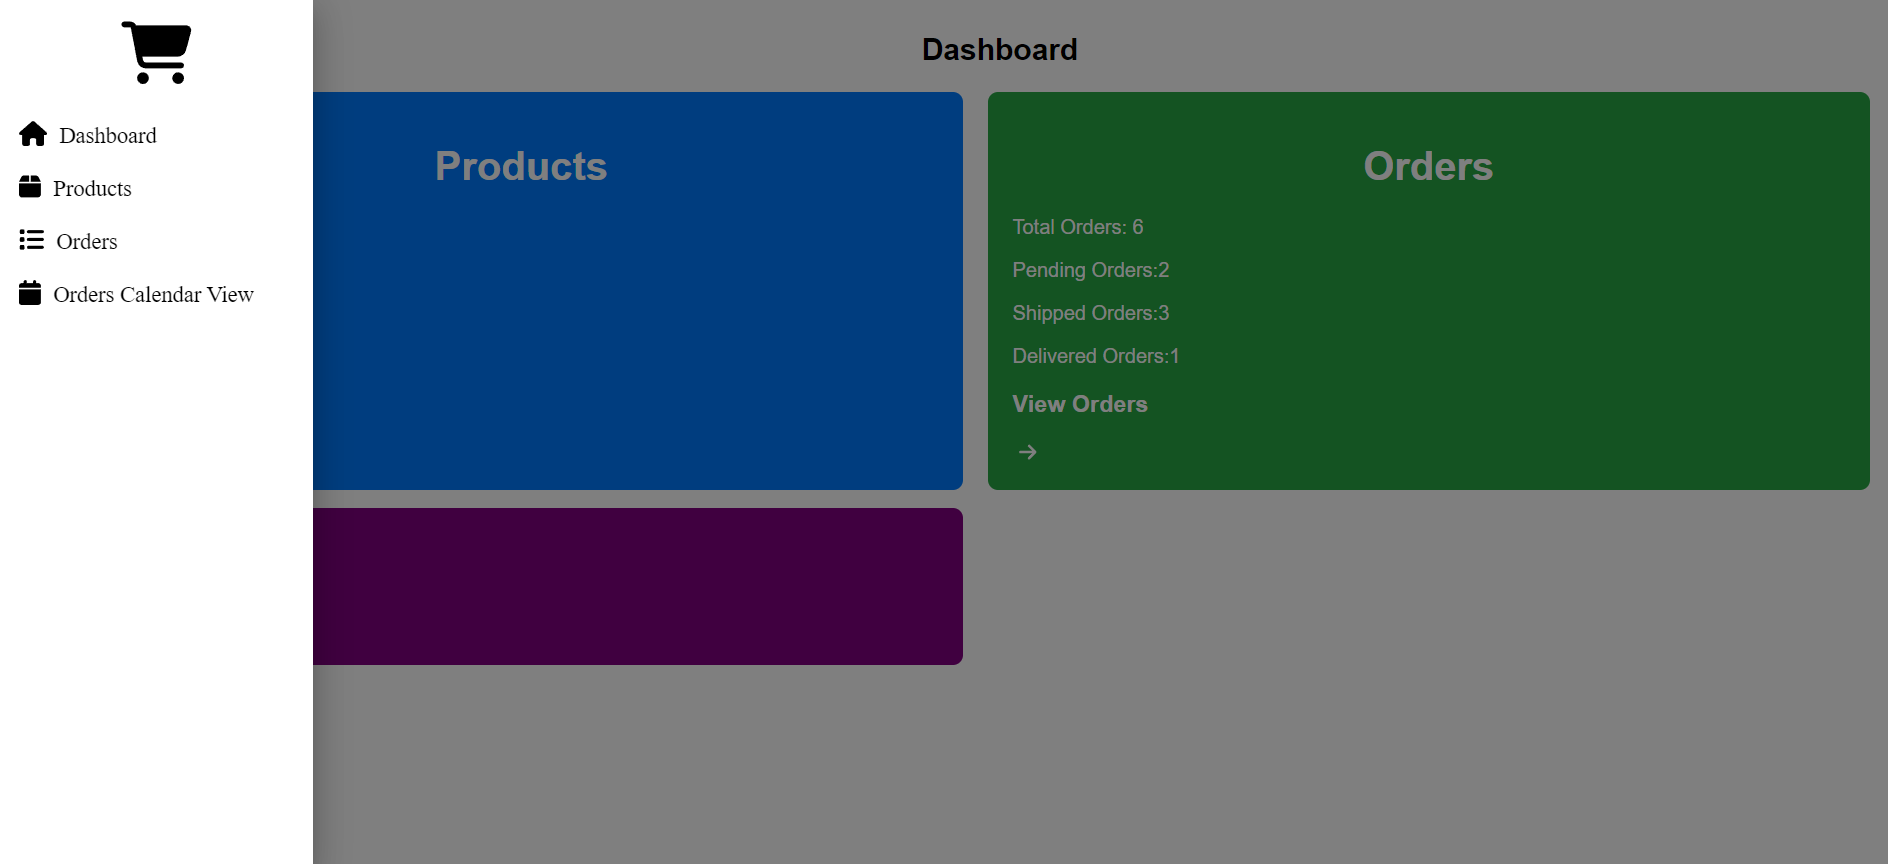 Dashboard
Products
Orders
Orders Calendar View
Dashboard
Products
Orders
Total Orders: 6
Pending Orders:2
Shipped Orders:3
Delivered Orders:1
View Orders